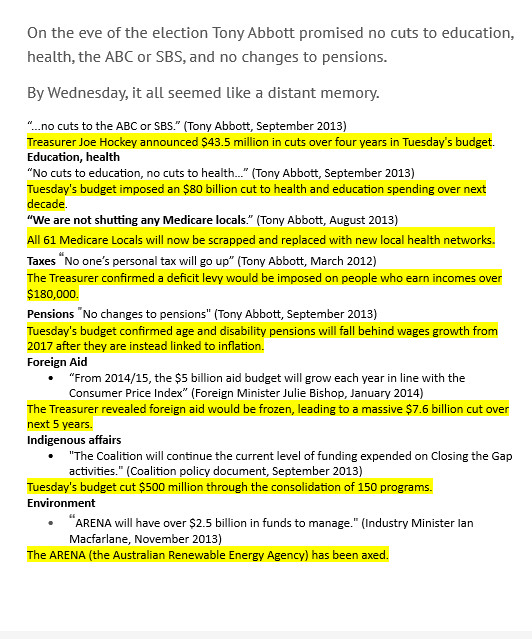 On the eve of the election Tony Abbott promised no cuts to education,
health, the ABC or SBS, and no changes to pensions.
By Wednesday, it all seemed like a distant memory.
“...no cuts to the ABC or SBS.” (Tony Abbott, September 2013)
Treasurer Joe Hockey announced $43.5 million in cuts over four years in Tuesday's budget.
Education, health
“No cuts to education, no cuts to health...” (Tony Abbott, September 2013)
Tuesday's budget imposed an $80 billion cut to health and education spending over next
decade.
“We are not shutting any Medicare locals.” (Tony Abbott, August 2013)
All 61 Medicare Locals will now be scrapped and replaced with new local health networks.
Taxes “No one’s personal tax will go up” (Tony Abbott, March 2012)
The Treasurer confirmed a deficit levy would be imposed on people who earn incomes over
$180,000.
Pensions "No changes to pensions" (Tony Abbott, September 2013)
Tuesday's budget confirmed age and disability pensions will fall behind wages growth from
2017 after they are instead linked to inflation.
Foreign Aid
• “From 2014/15, the $5 billion aid budget will grow each year in line with the
Consumer Price Index” (Foreign Minister Julie Bishop, January 2014)
The Treasurer revealed foreign aid would be frozen, leading to a massive $7.6 billion cut over
next 5 years.
Indigenous affairs
• "The Coalition will continue the current level of funding expended on Closing the Gap
activities." (Coalition policy document, September 2013)
Tuesday's budget cut $500 million through the consolidation of 150 programs.
Environment
• “ARENA will have over $2.5 billion in funds to manage." (Industry Minister Ian
Macfarlane, November 2013)
The ARENA (the Australian Renewable Energy Agency) has been axed.